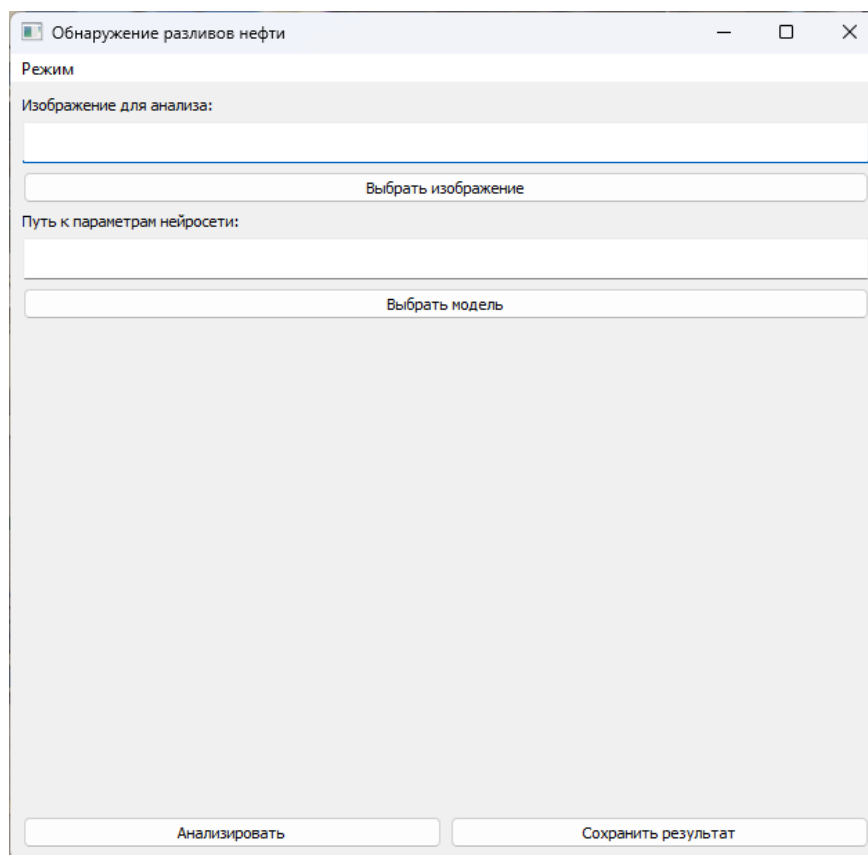 Обнаружение разливов нефти
Режим
Изображение для анализа:
Выбрать изображение
Путь к параметрам нейросети:
Выбрать модель
Анализировать Сохранить результат